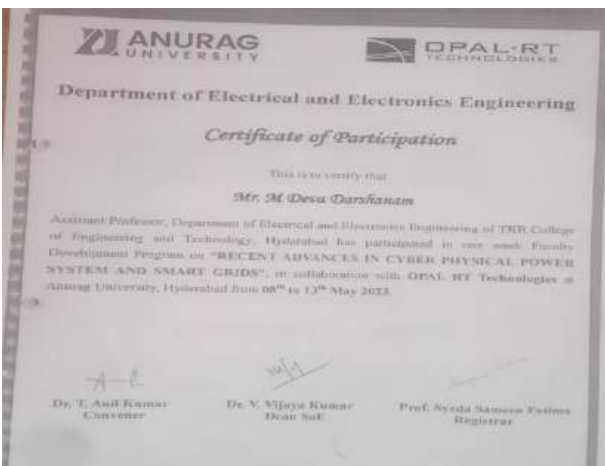 ANURAG
UNIVERSITY
OPAL-RT
TECHNOLOGIES
Department of Electrical and Electronics Engineering
Certificate of Participation
This is to certify that
Mr. M Deva Darshanam
Assistant Professor, Department of Electrical and Electronics Engineering of TKR College
of Engineering and Technology, Hyderabad has participated in one week Faculty
Development Program on "RECENT ADVANCES IN CYBER PHYSICAL POWER
SYSTEM AND SMART GRIDS", in collaboration with OPAL RT Technologies at
Anurag University, Hyderabad from 08th to 13th May 2023
Dr. T. Anil Kumar
Convener
Dr. V. Vijaya Kumar
Dean SoE
Prof. Syeda Sameen Fatima
Registrar